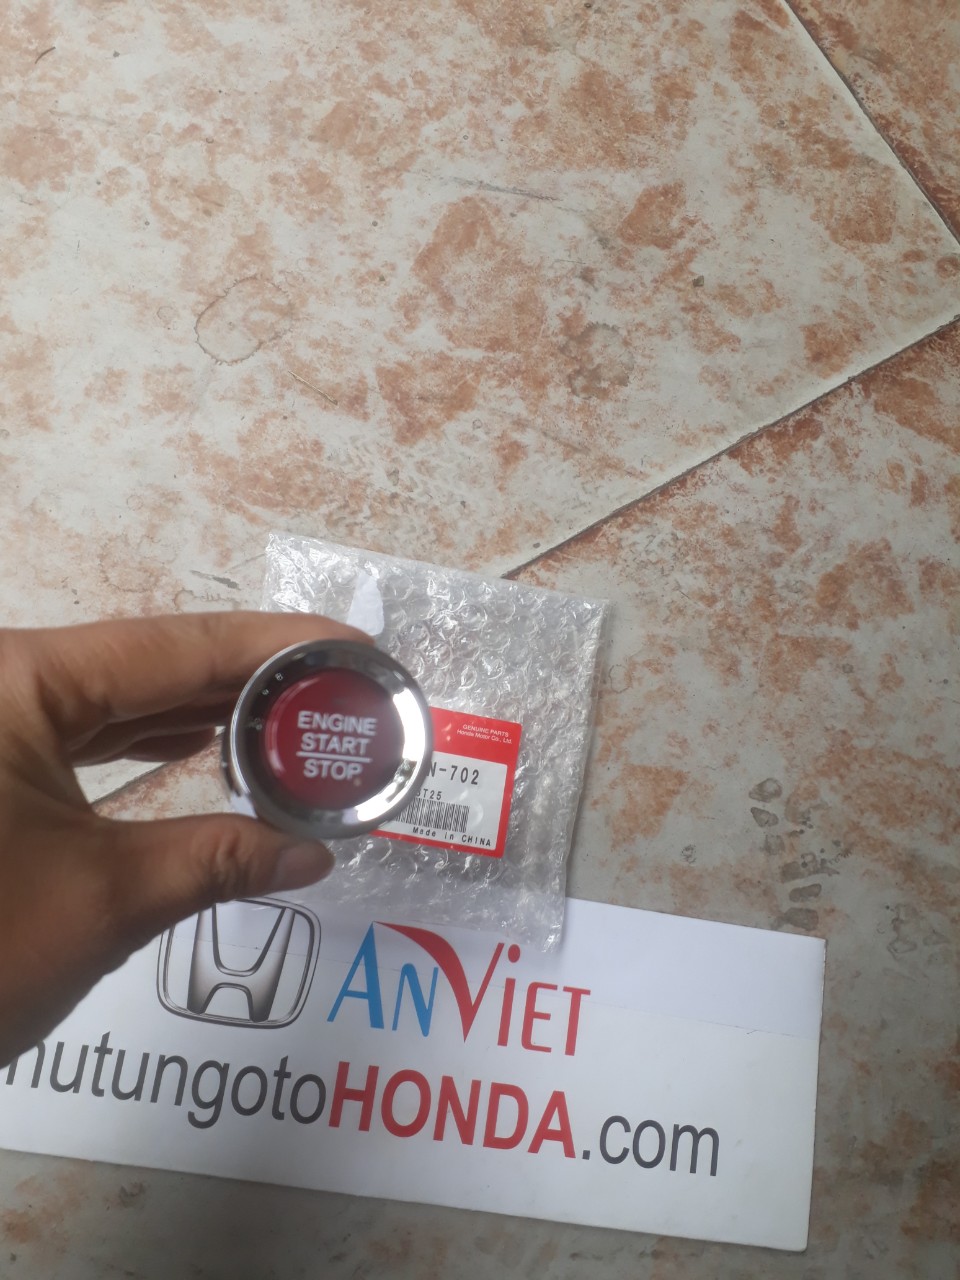 ENGINE
START
STOP
GENUINE PARTS
Honda Motor Co., Ltd.
N-702
T25
Made in CHINA
ANVIET
hutungotoHONDA.com